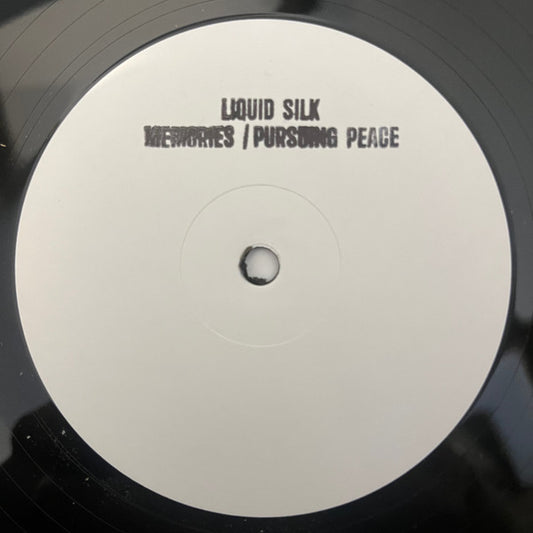 LIQUID SILK
MEMORIES / PURSUING PEACE